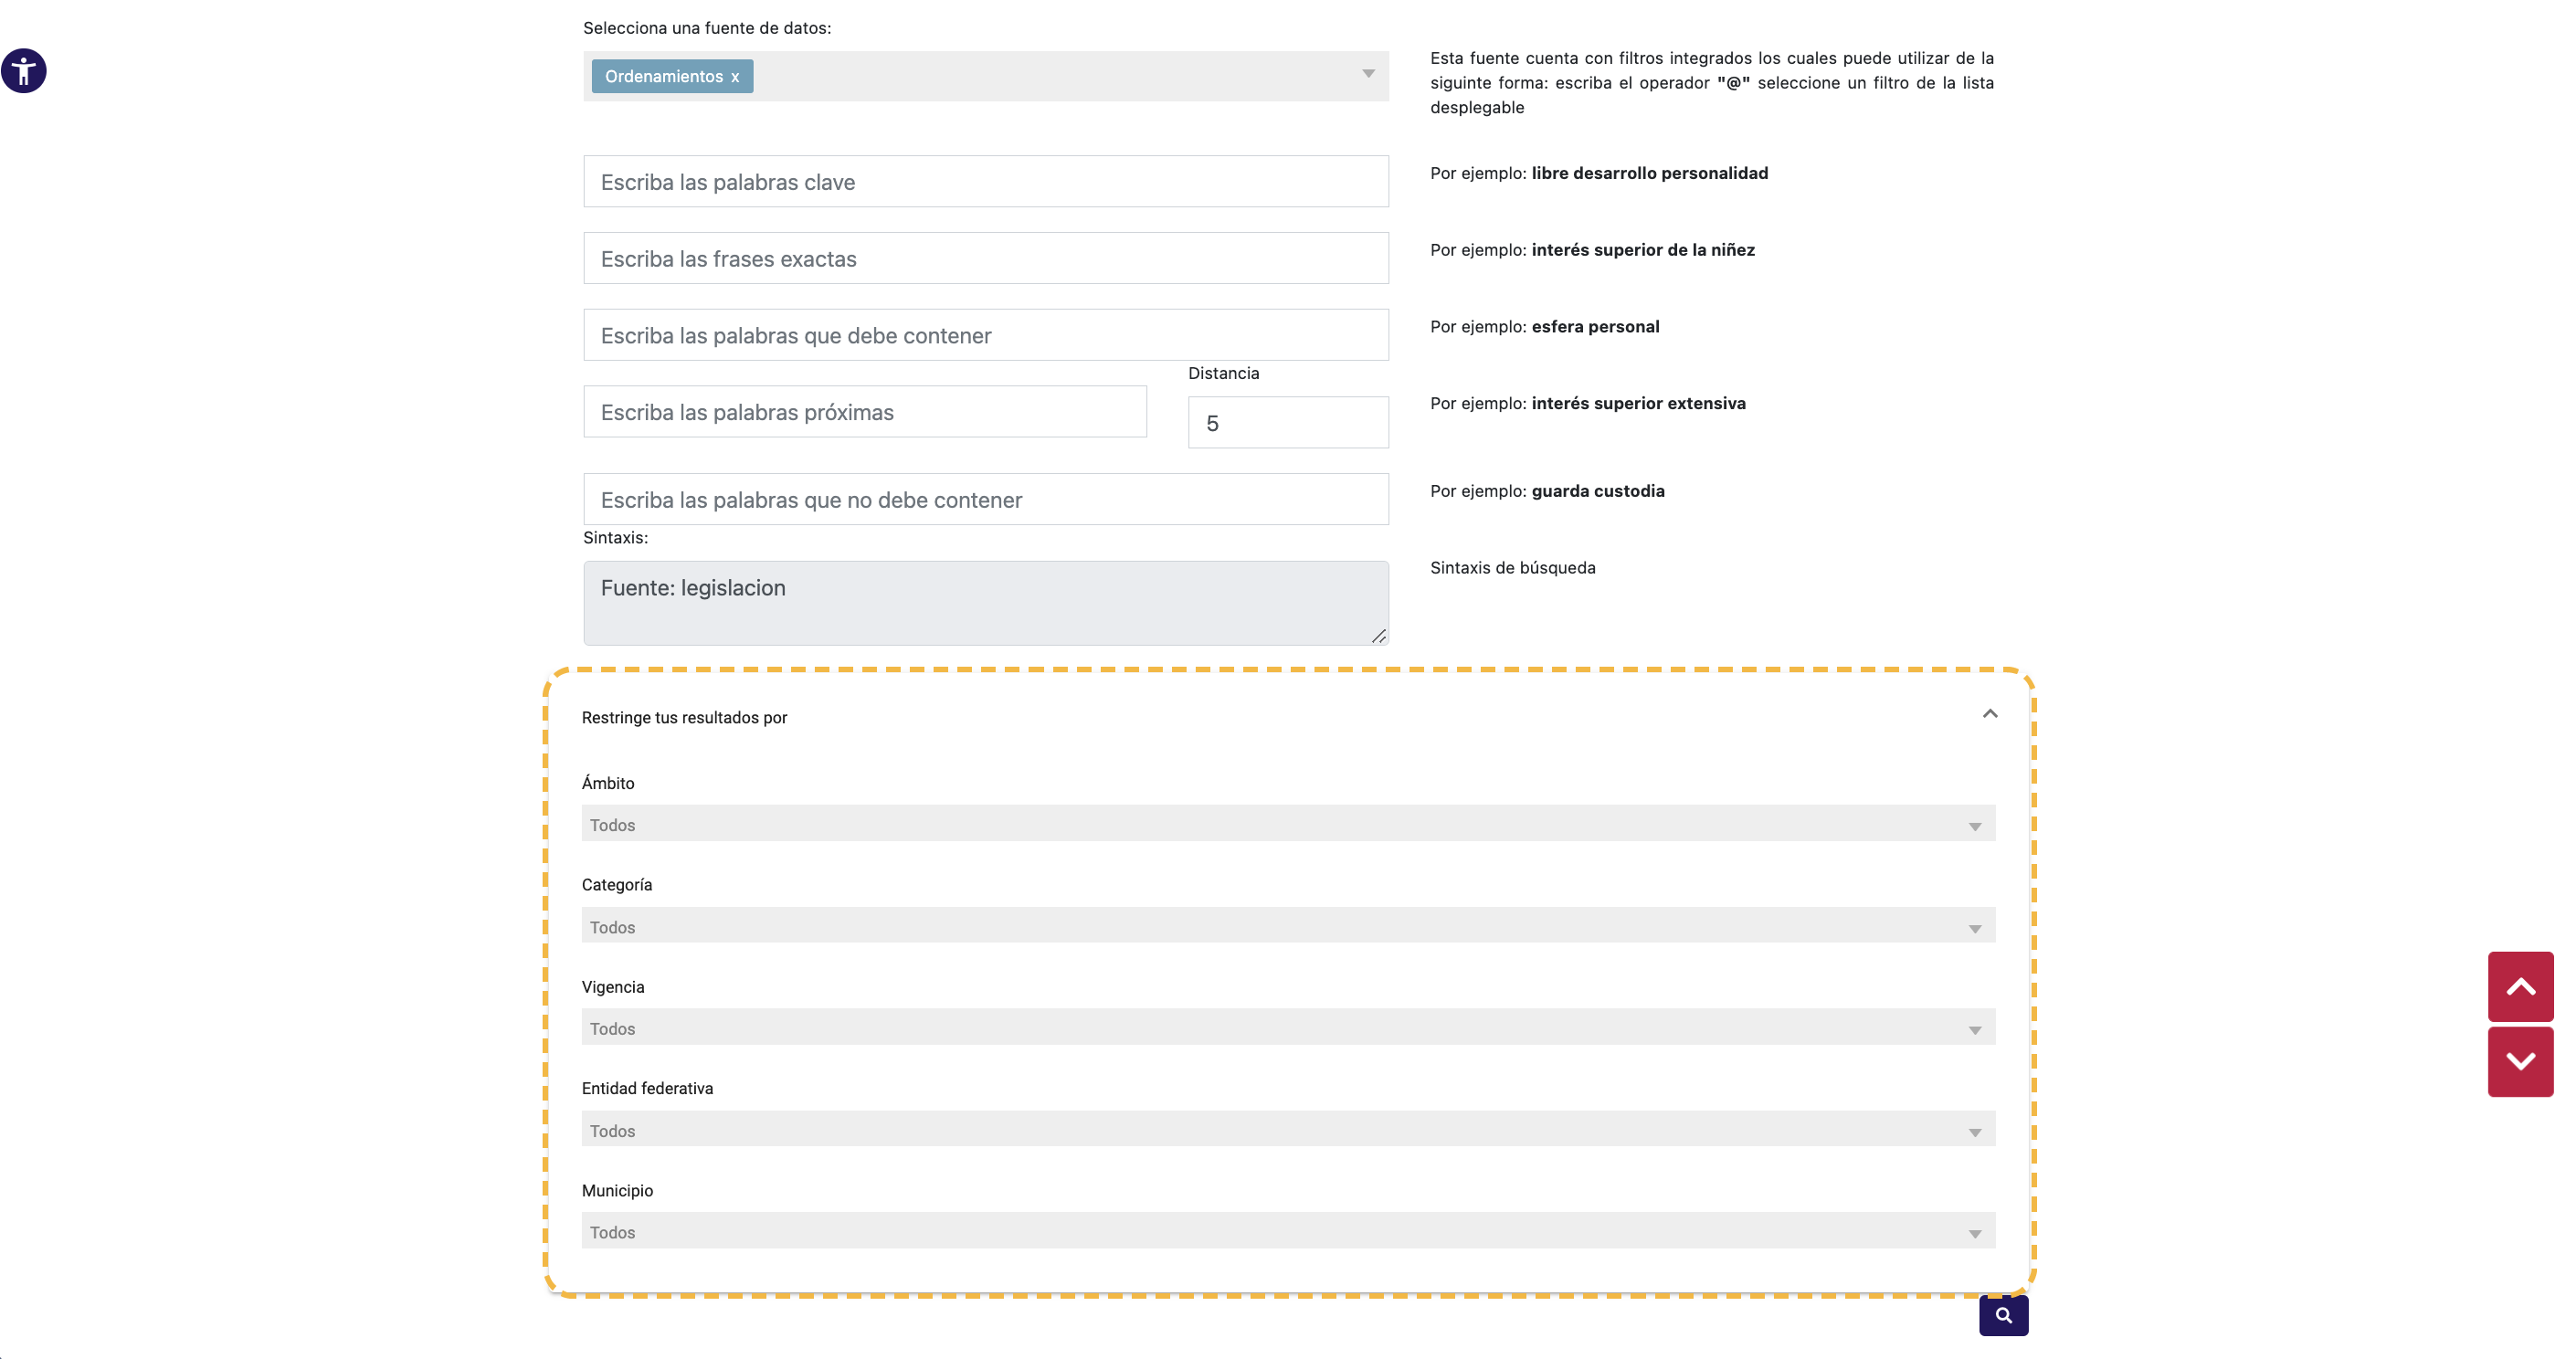 Selecciona una fuente de datos:
Ordenamientos x
Esta fuente cuenta con filtros integrados los cuales puede utilizar de la
siguinte forma: escriba el operador "@" seleccione un filtro de la lista
desplegable
Escriba las palabras clave
Por ejemplo: libre desarrollo personalidad
Escriba las frases exactas
Por ejemplo: interés superior de la niñez
Escriba las palabras que debe contener
Por ejemplo: esfera personal
Distancia
Escriba las palabras próximas
5
Por ejemplo: interés superior extensiva
Escriba las palabras que no debe contener
Por ejemplo: guarda custodia
Sintaxis:
Fuente: legislacion
Sintaxis de búsqueda
Restringe tus resultados por
Ámbito
Todos
Categoría
Todos
Vigencia
Todos
Entidad federativa
Todos
Municipio
Todos